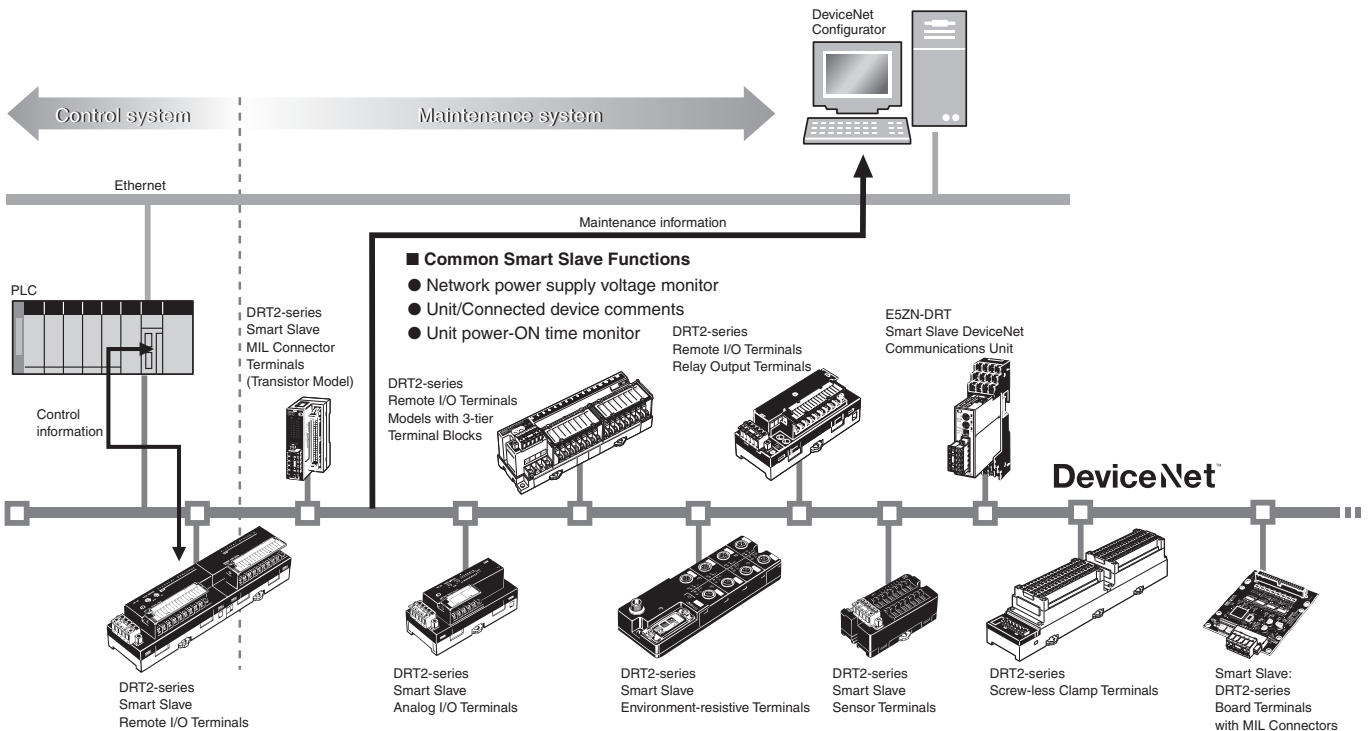 DeviceNet
Configurator
Control system
Maintenance system
Ethernet
Maintenance information
■ Common Smart Slave Functions
● Network power supply voltage monitor
● Unit/Connected device comments
● Unit power-ON time monitor
PLC
Control
information
DRT2-series
Smart Slave
MIL Connector
Terminals
(Transistor Model)
DRT2-series
Remote I/O Terminals
Models with 3-tier
Terminal Blocks
DRT2-series
Remote I/O Terminals
Relay Output Terminals
E5ZN-DRT
Smart Slave DeviceNet
Communications Unit
DeviceNet™
DRT2-series
Smart Slave
Remote I/O Terminals
DRT2-series
Smart Slave
Analog I/O Terminals
DRT2-series
Smart Slave
Environment-resistive Terminals
DRT2-series
Smart Slave
Sensor Terminals
DRT2-series
Screw-less Clamp Terminals
Smart Slave:
DRT2-series
Board Terminals
with MIL Connectors